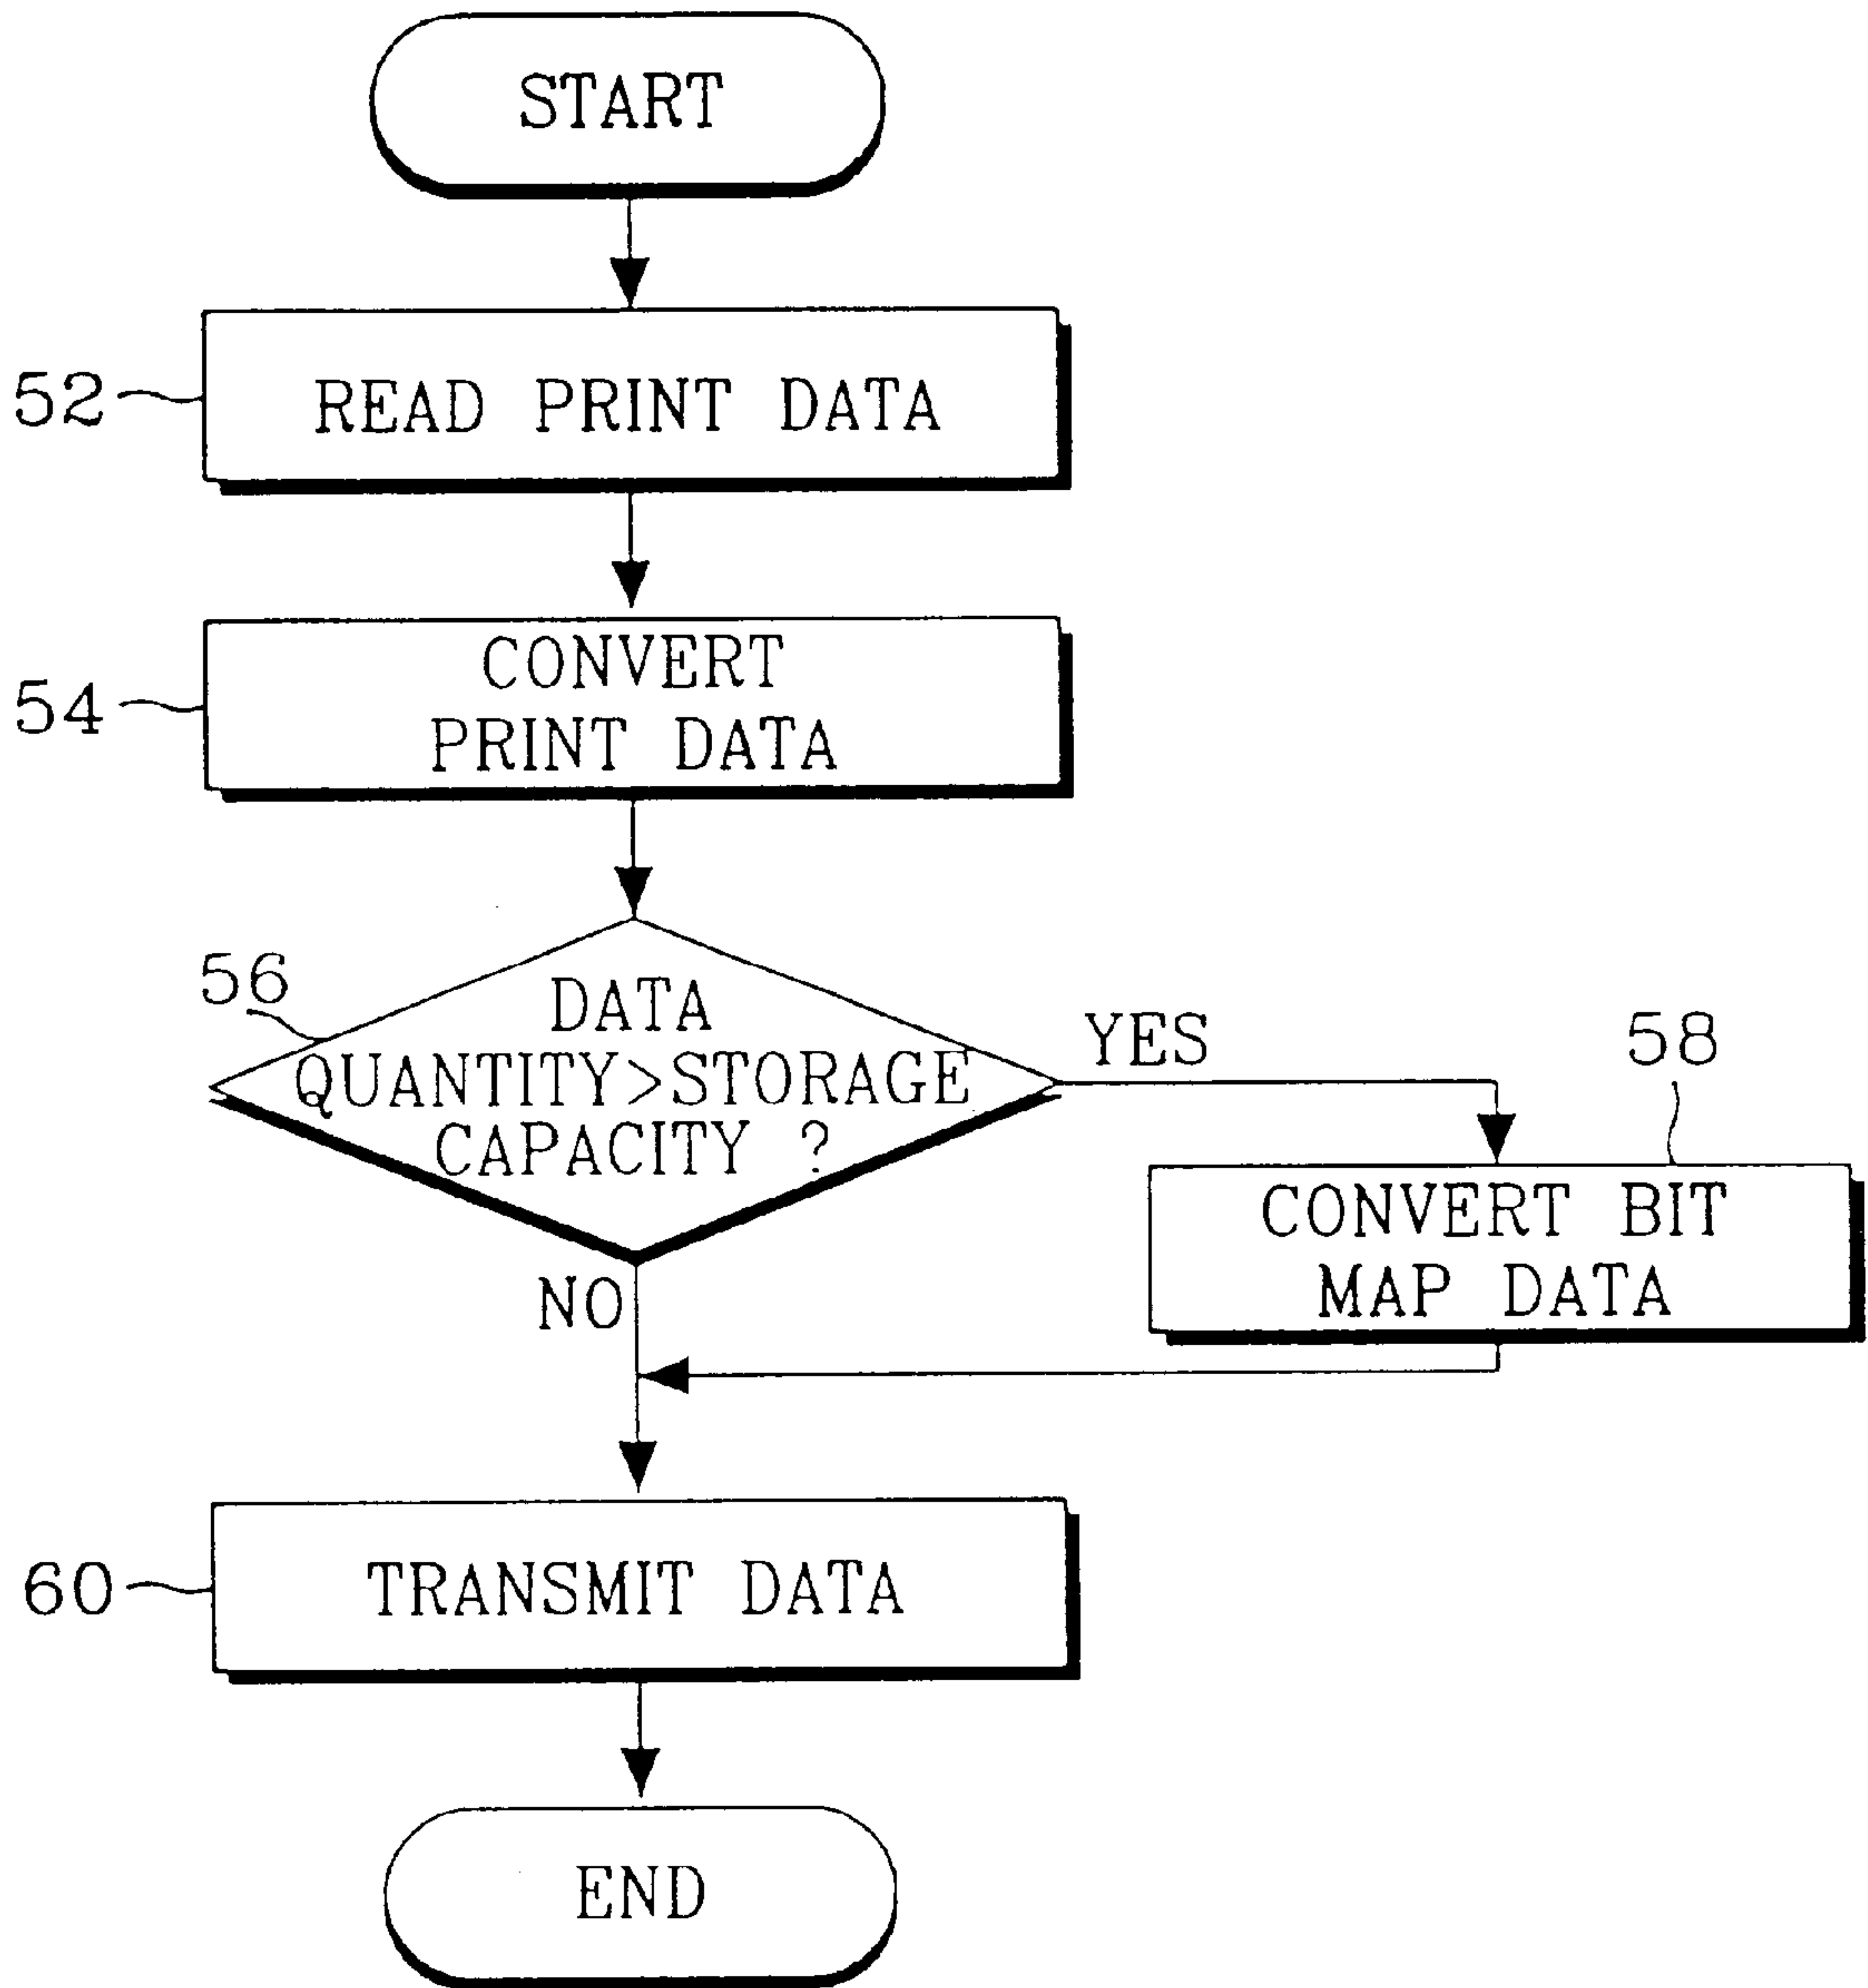 START
52
READ PRINT DATA
54
CONVERT
PRINT DATA
56
DATA
QUANTITY>STORAGE
CAPACITY ?
YES
58
CONVERT BIT
MAP DATA
NO
60
TRANSMIT DATA
END